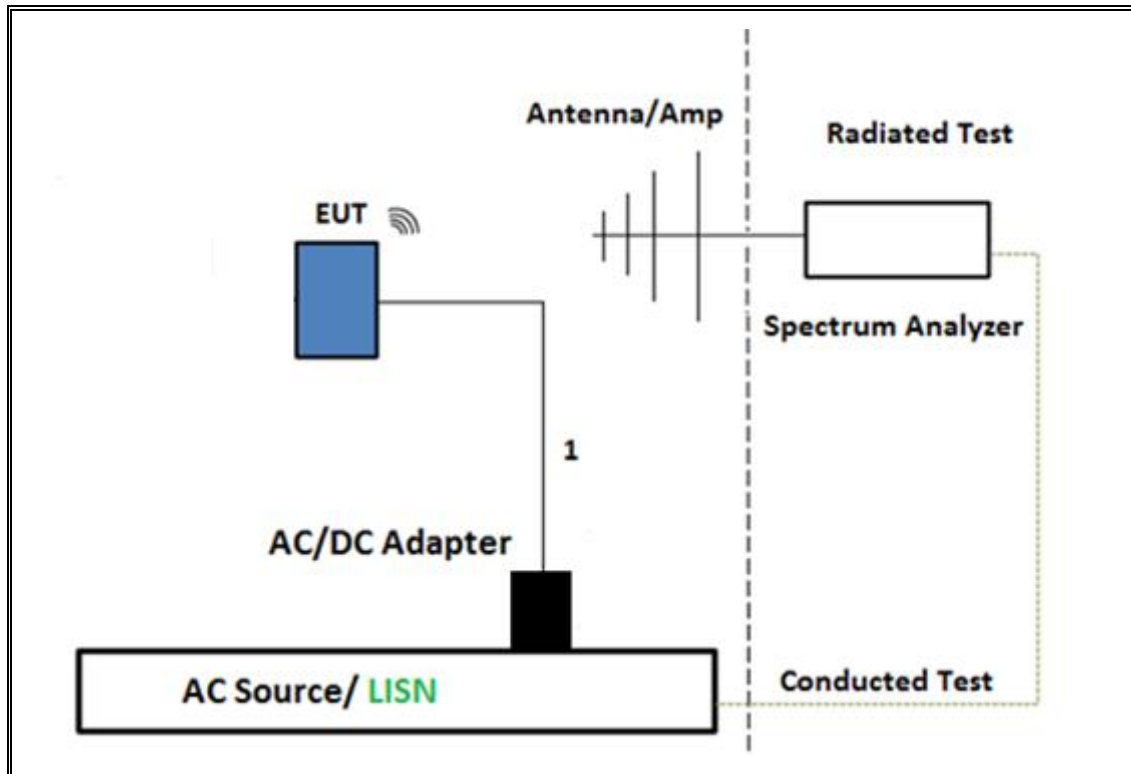 Antenna/Amp
Radiated Test
EUT
Spectrum Analyzer
1
AC/DC Adapter
AC Source/ LISN
Conducted Test